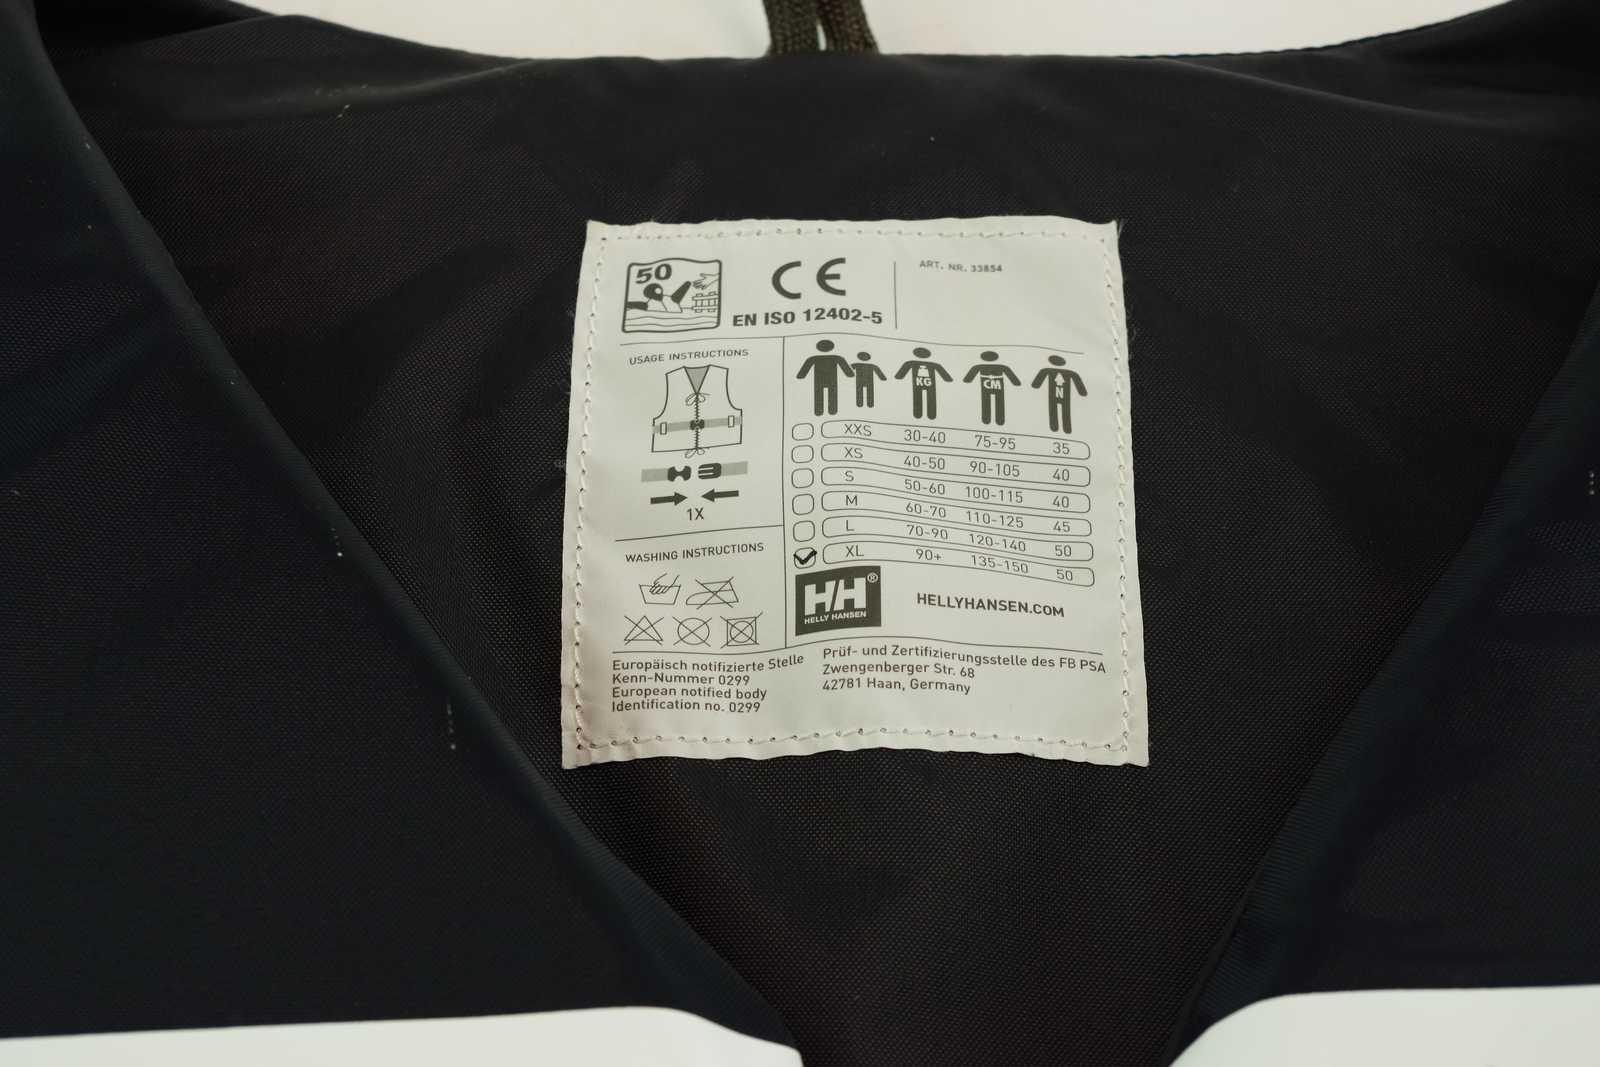 50
CE
EN ISO 12402-5
ART. NR. 33854
USAGE INSTRUCTIONS
1X
WASHING INSTRUCTIONS
KG
CM
N
XXS 30-40 75-95 35
XS 40-50 90-105 40
S 50-60 100-115 40
M 60-70 110-125 45
L 70-90 120-140 50
XL 90+ 135-150 50
HH®
HELLY HANSEN
HELLYHANSEN.COM
Europäisch notifizierte Stelle
Kenn-Nummer 0299
European notified body
Identification no. 0299
Prüf- und Zertifizierungsstelle des FB PSA
Zwengenberger Str. 68
42781 Haan, Germany